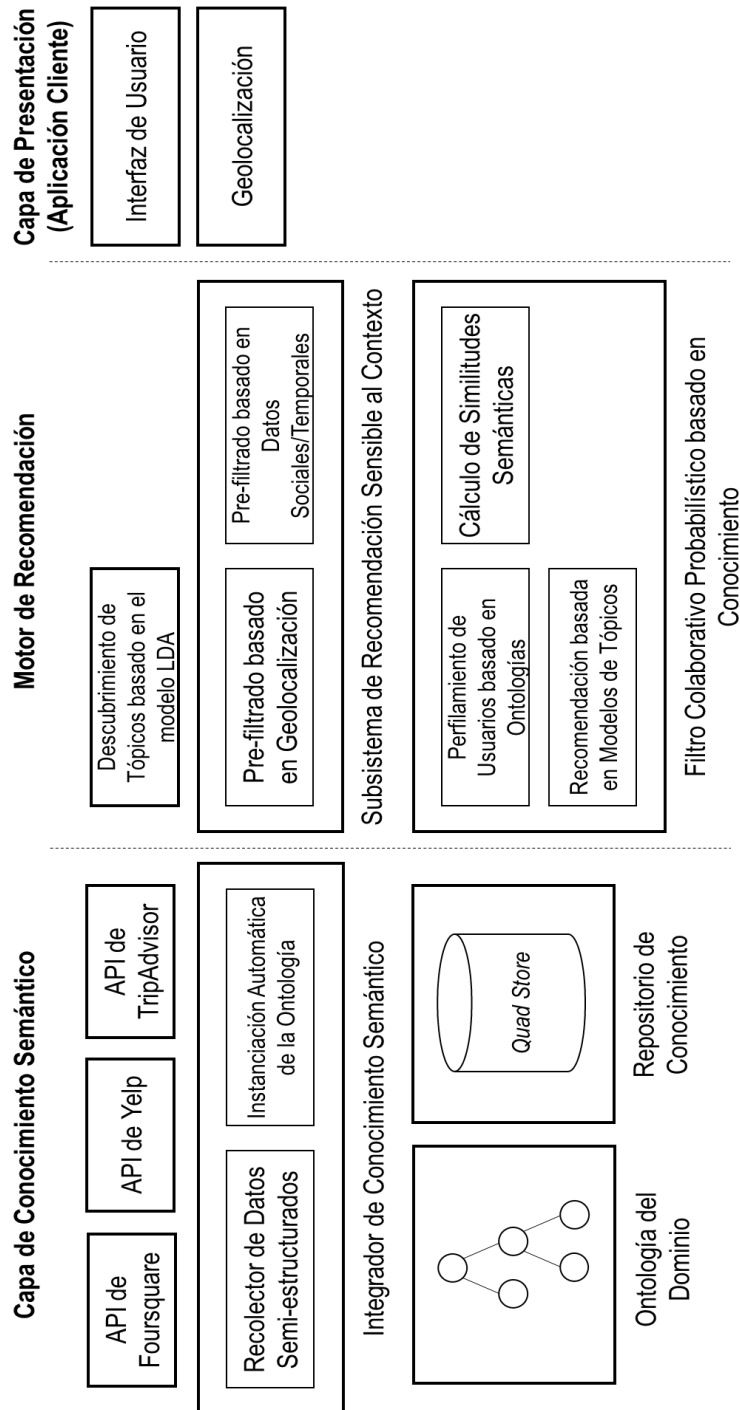 Capa de Conocimiento Semántico
API de
Foursquare
API de Yelp
API de
TripAdvisor
Recolector de Datos
Semi-estructurados
Instanciación Automática
de la Ontología
Integrador de Conocimiento Semántico
Ontología del
Dominio
Quad Store
Repositorio de
Conocimiento
Motor de Recomendación
Descubrimiento de
Tópicos basado en el
modelo LDA
Pre-filtrado basado
en Geolocalización
Pre-filtrado basado en
Datos
Sociales/Temporales
Subsistema de Recomendación Sensible al Contexto
Perfilamiento de
Usuarios basado en
Ontologías
Cálculo de Similitudes
Semánticas
Recomendación basada
en Modelos de Tópicos
Filtro Colaborativo Probabilístico basado en
Conocimiento
Capa de Presentación
(Aplicación Cliente)
Interfaz de Usuario
Geolocalización